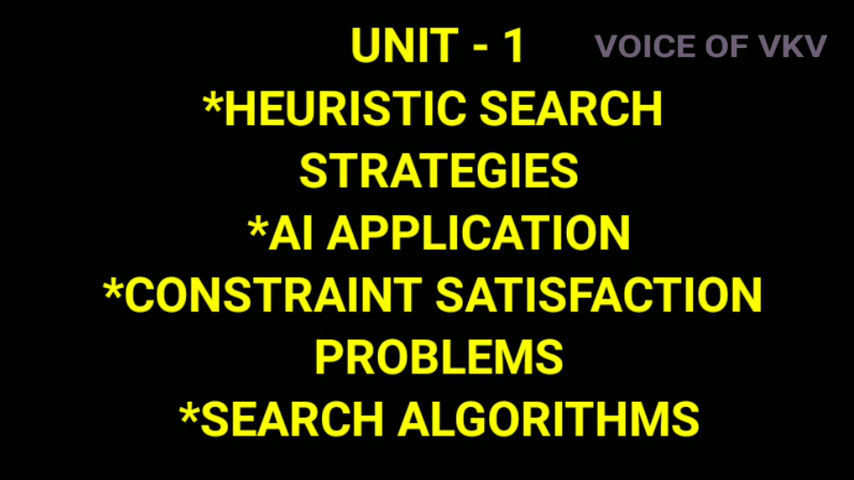 UNIT - 1
VOICE OF VKV
*HEURISTIC SEARCH
STRATEGIES
*AI APPLICATION
*CONSTRAINT SATISFACTION
PROBLEMS
*SEARCH ALGORITHMS